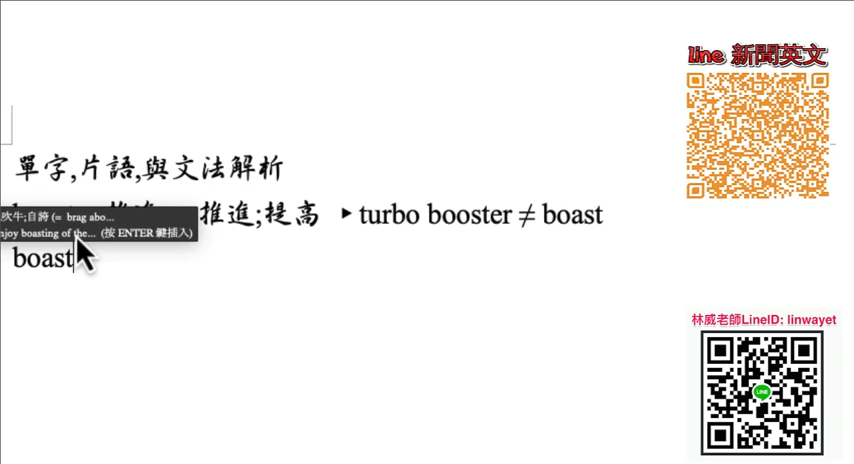 line 新聞英文
單字,片語,與文法解析
吹牛;自誇 (= brag abo...
推進;提高 ▸ turbo booster ≠ boast
njoy boasting of the... (按 ENTER 鍵插入)
boast
林威老師LineID: linwayet
LINE